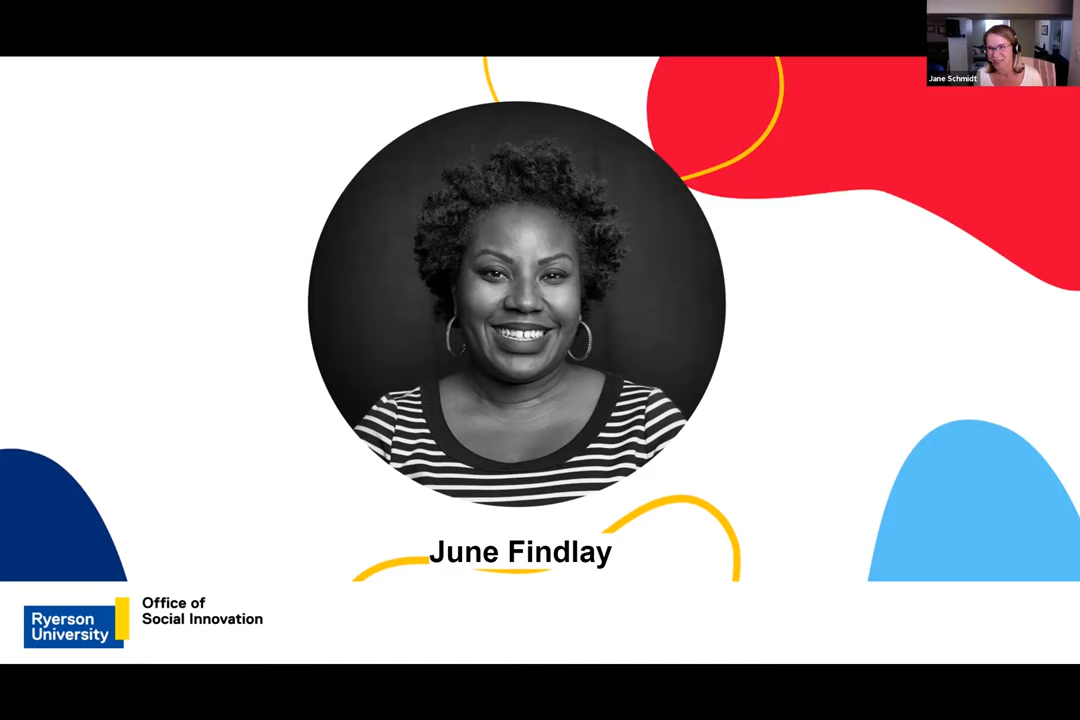 Jane Schmidt
June Findlay
Ryerson
University
Office of
Social Innovation